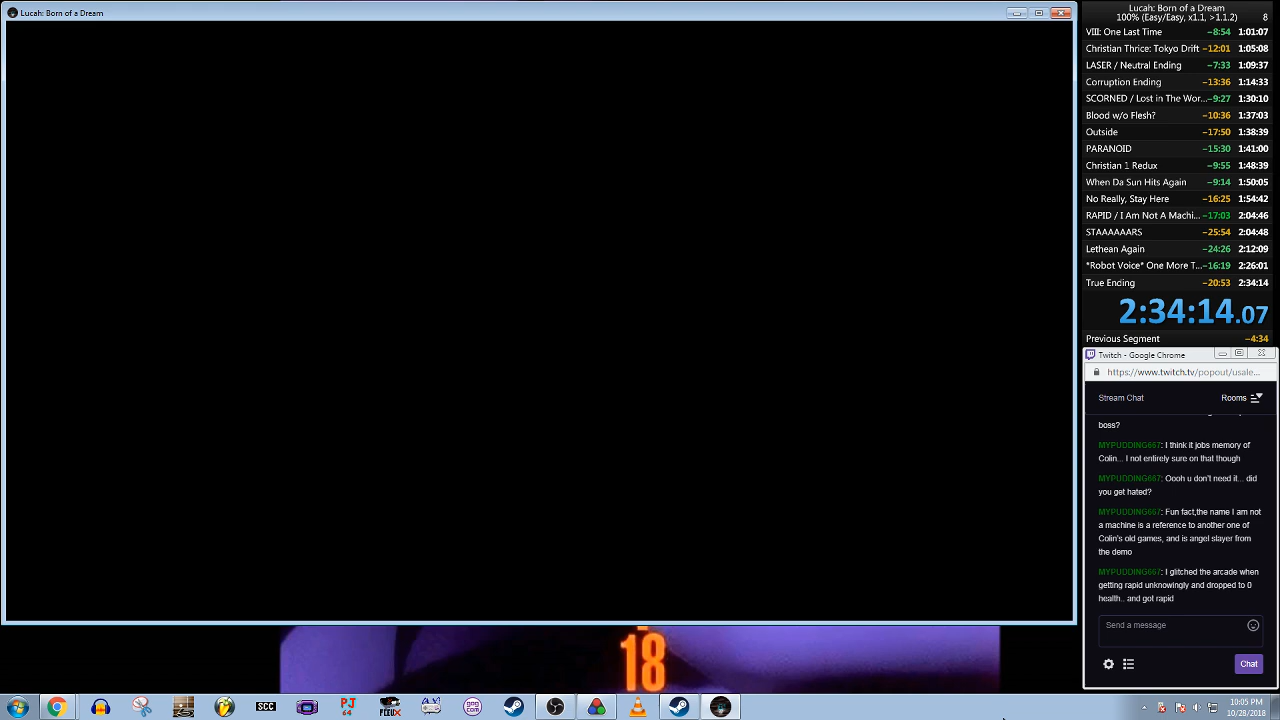 Lucah: Born of a Dream
Lucah: Born of a Dream
100% (Easy/Easy, x1.1, >1.1.2) 8
VIII: One Last Time -8:54 1:01:07
Christian Thrice: Tokyo Drift -12:01 1:05:08
LASER / Neutral Ending -7:33 1:09:37
Corruption Ending -13:36 1:14:33
SCORNED / Lost in The Wor... -9:27 1:30:10
Blood w/o Flesh? -10:36 1:37:03
Outside -17:50 1:38:39
PARANOID -15:30 1:41:00
Christian 1 Redux -9:55 1:48:39
When Da Sun Hits Again -9:14 1:50:05
No Really, Stay Here -16:25 1:54:42
RAPID / I Am Not A Machi... -17:03 2:04:46
STAAAAAARS -25:54 2:04:48
Lethean Again -24:26 2:12:09
*Robot Voice* One More T... -16:19 2:26:01
True Ending -20:53 2:34:14
2:34:14.07
Previous Segment -4:34
Twitch - Google Chrome
https://www.twitch.tv/popout/usale...
Stream Chat Rooms
boss?
MYPUDDING667: I think it jobs memory of
Colin... I not entirely sure on that though
MYPUDDING667: Oooh u don't need it... did
you get hated?
MYPUDDING667: Fun fact,the name I am not
a machine is a reference to another one of
Colin's old games, and is angel slayer from
the demo
MYPUDDING667: I glitched the arcade when
getting rapid unknowingly and dropped to 0
health.. and got rapid
Send a message
Chat
18
SCC
PJ
64
gog
com
10:05 PM
10/28/2018